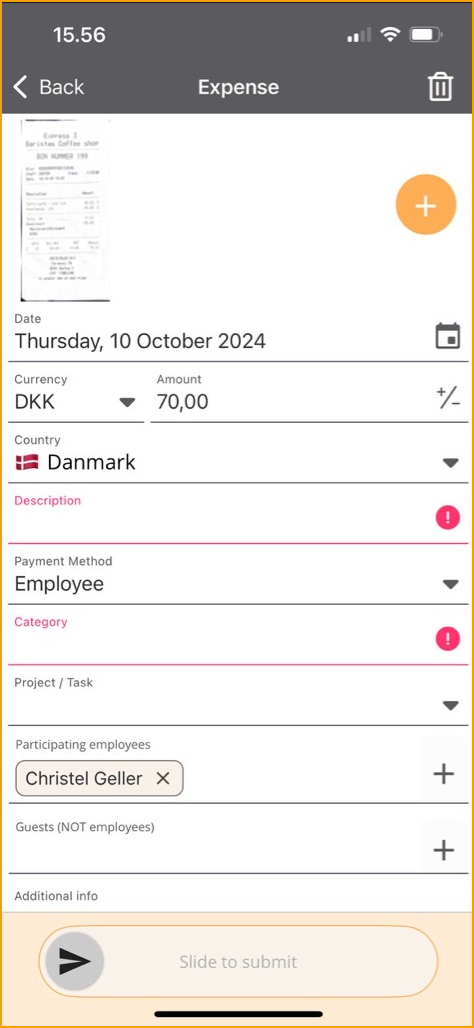 15.56
Back
Expense
Express 3
Baristas Coffee shop
BON NUMMER 199
Date
Thursday, 10 October 2024
Currency
Amount
DKK
70,00
Country
Danmark
Description
Payment Method
Employee
Category
Project / Task
Participating employees
Christel Geller
Guests (NOT employees)
Additional info
Slide to submit